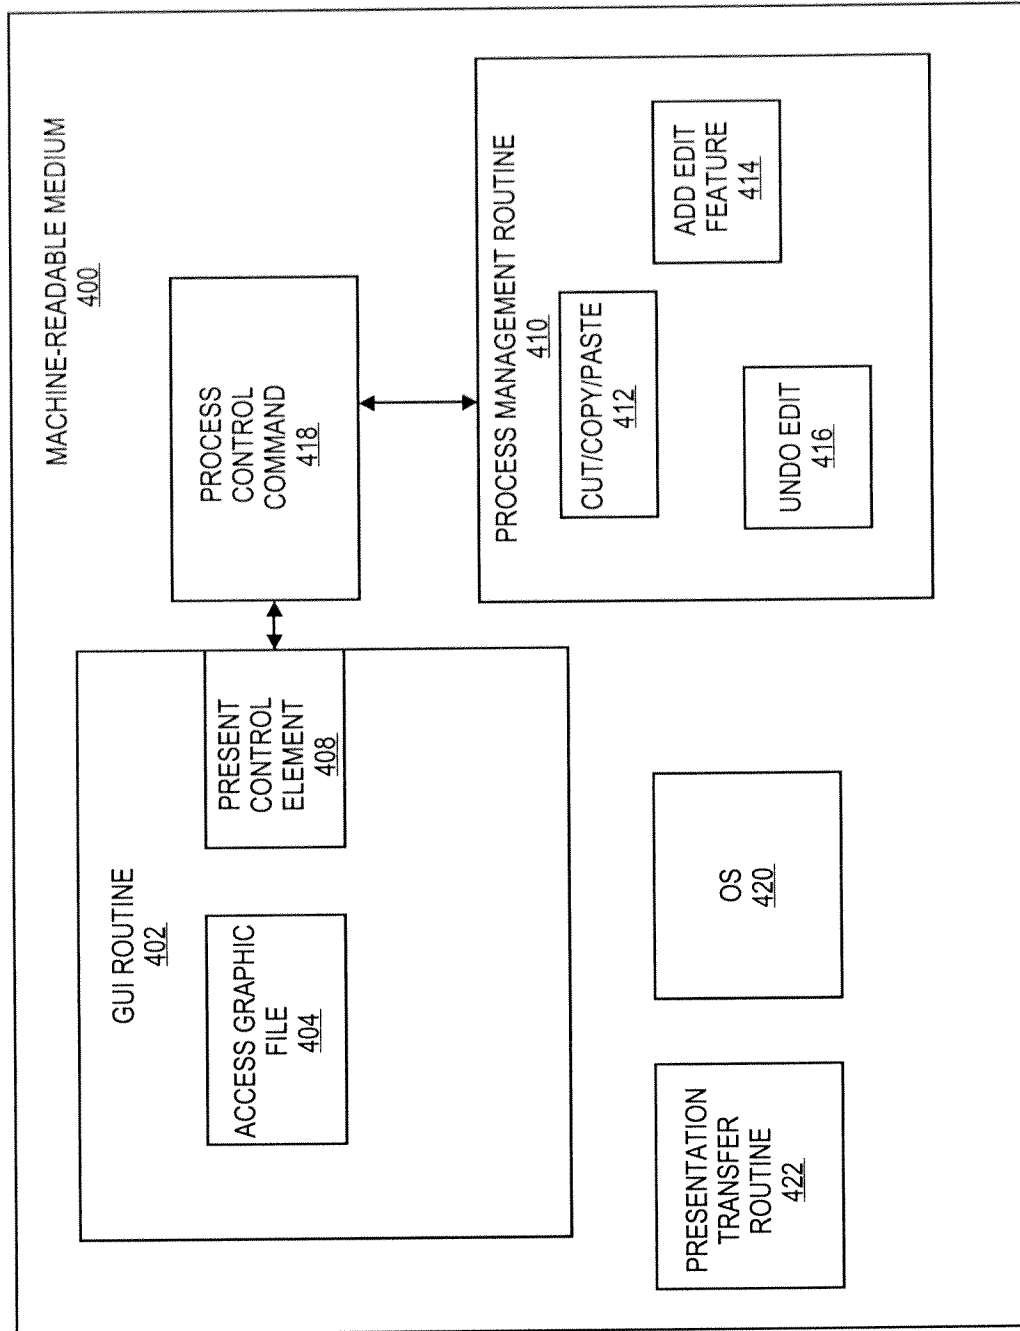 MACHINE-READABLE MEDIUM
400
GUI ROUTINE
402
ACCESS GRAPHIC
FILE
404
PRESENT
CONTROL
ELEMENT
408
PROCESS
CONTROL
COMMAND
418
PROCESS MANAGEMENT ROUTINE
410
CUT/COPY/PASTE
412
ADD EDIT
FEATURE
414
UNDO EDIT
416
PRESENTATION
TRANSFER
ROUTINE
422
OS
420